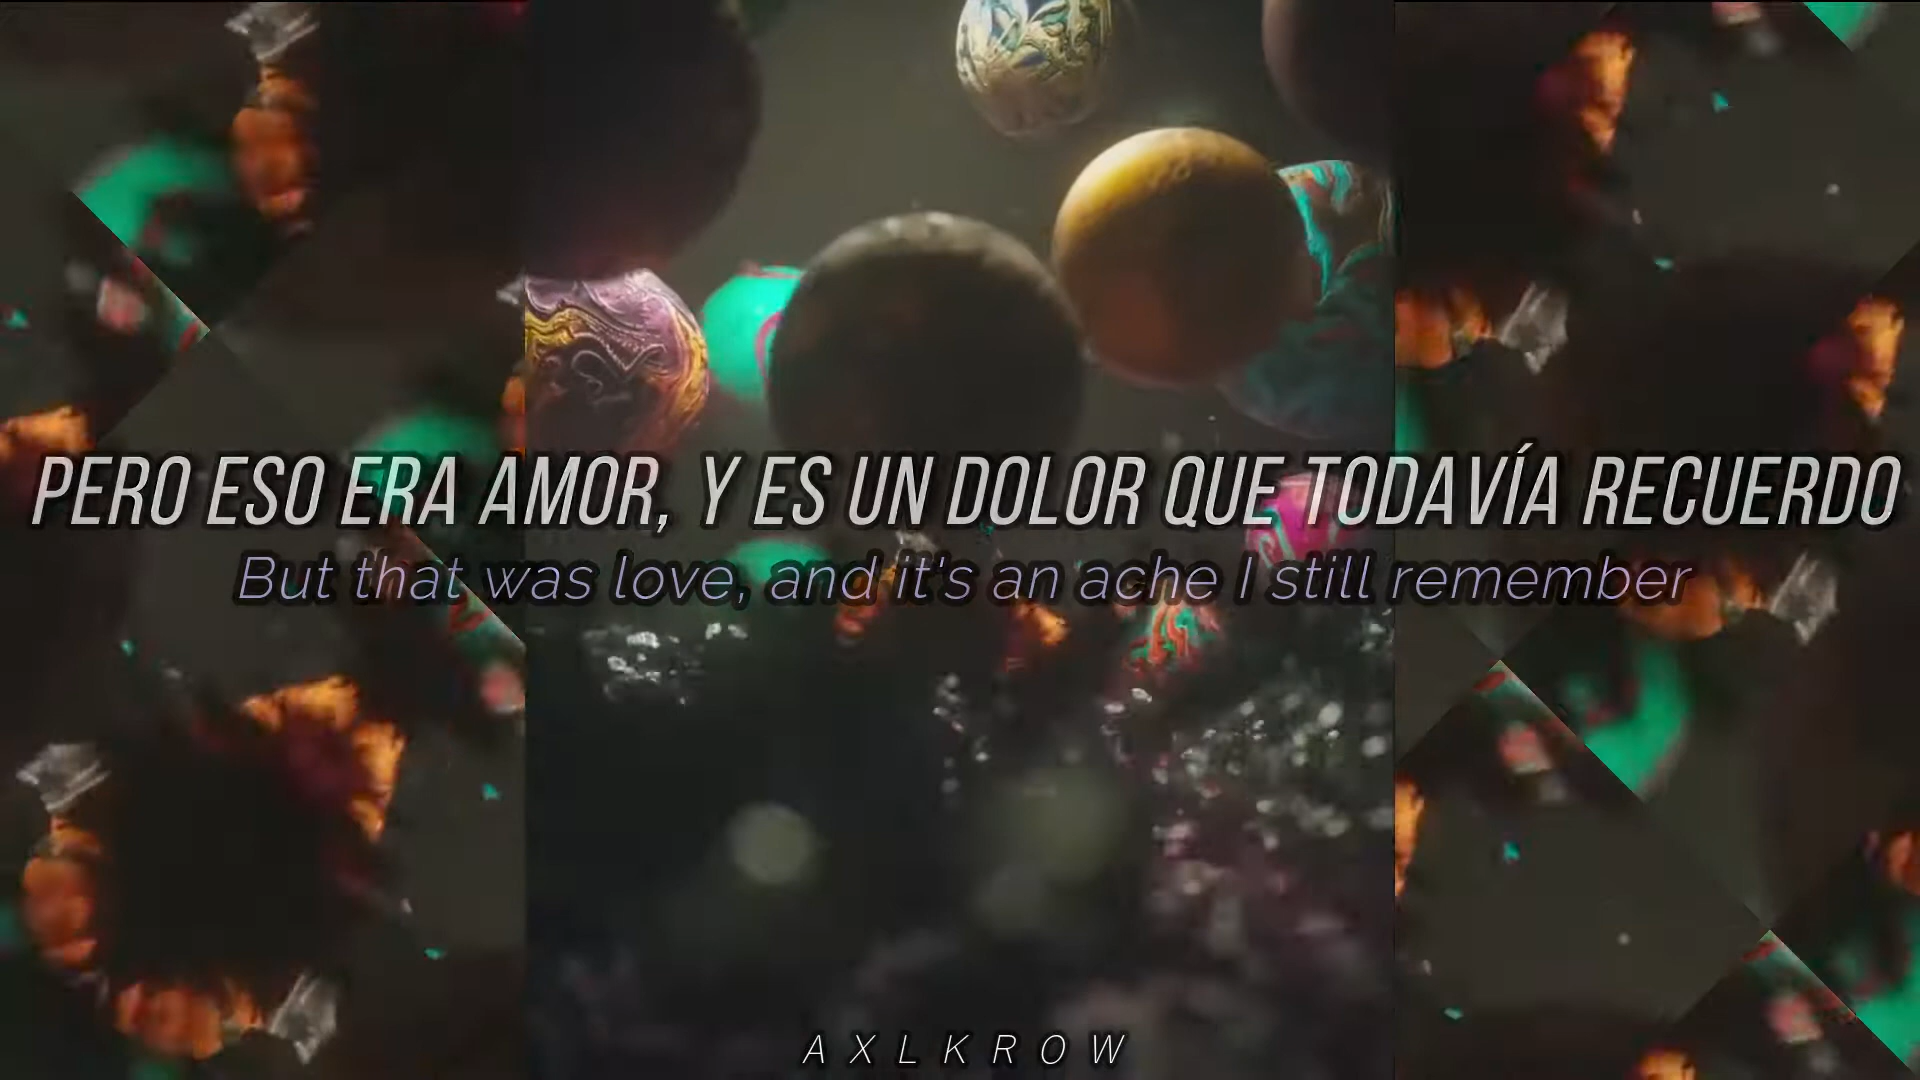 PERO ESO ERA AMOR, Y ES UN DOLOR QUE TODAVÍA RECUERDO
But that was love, and it's an ache I still remember
AXLKROW